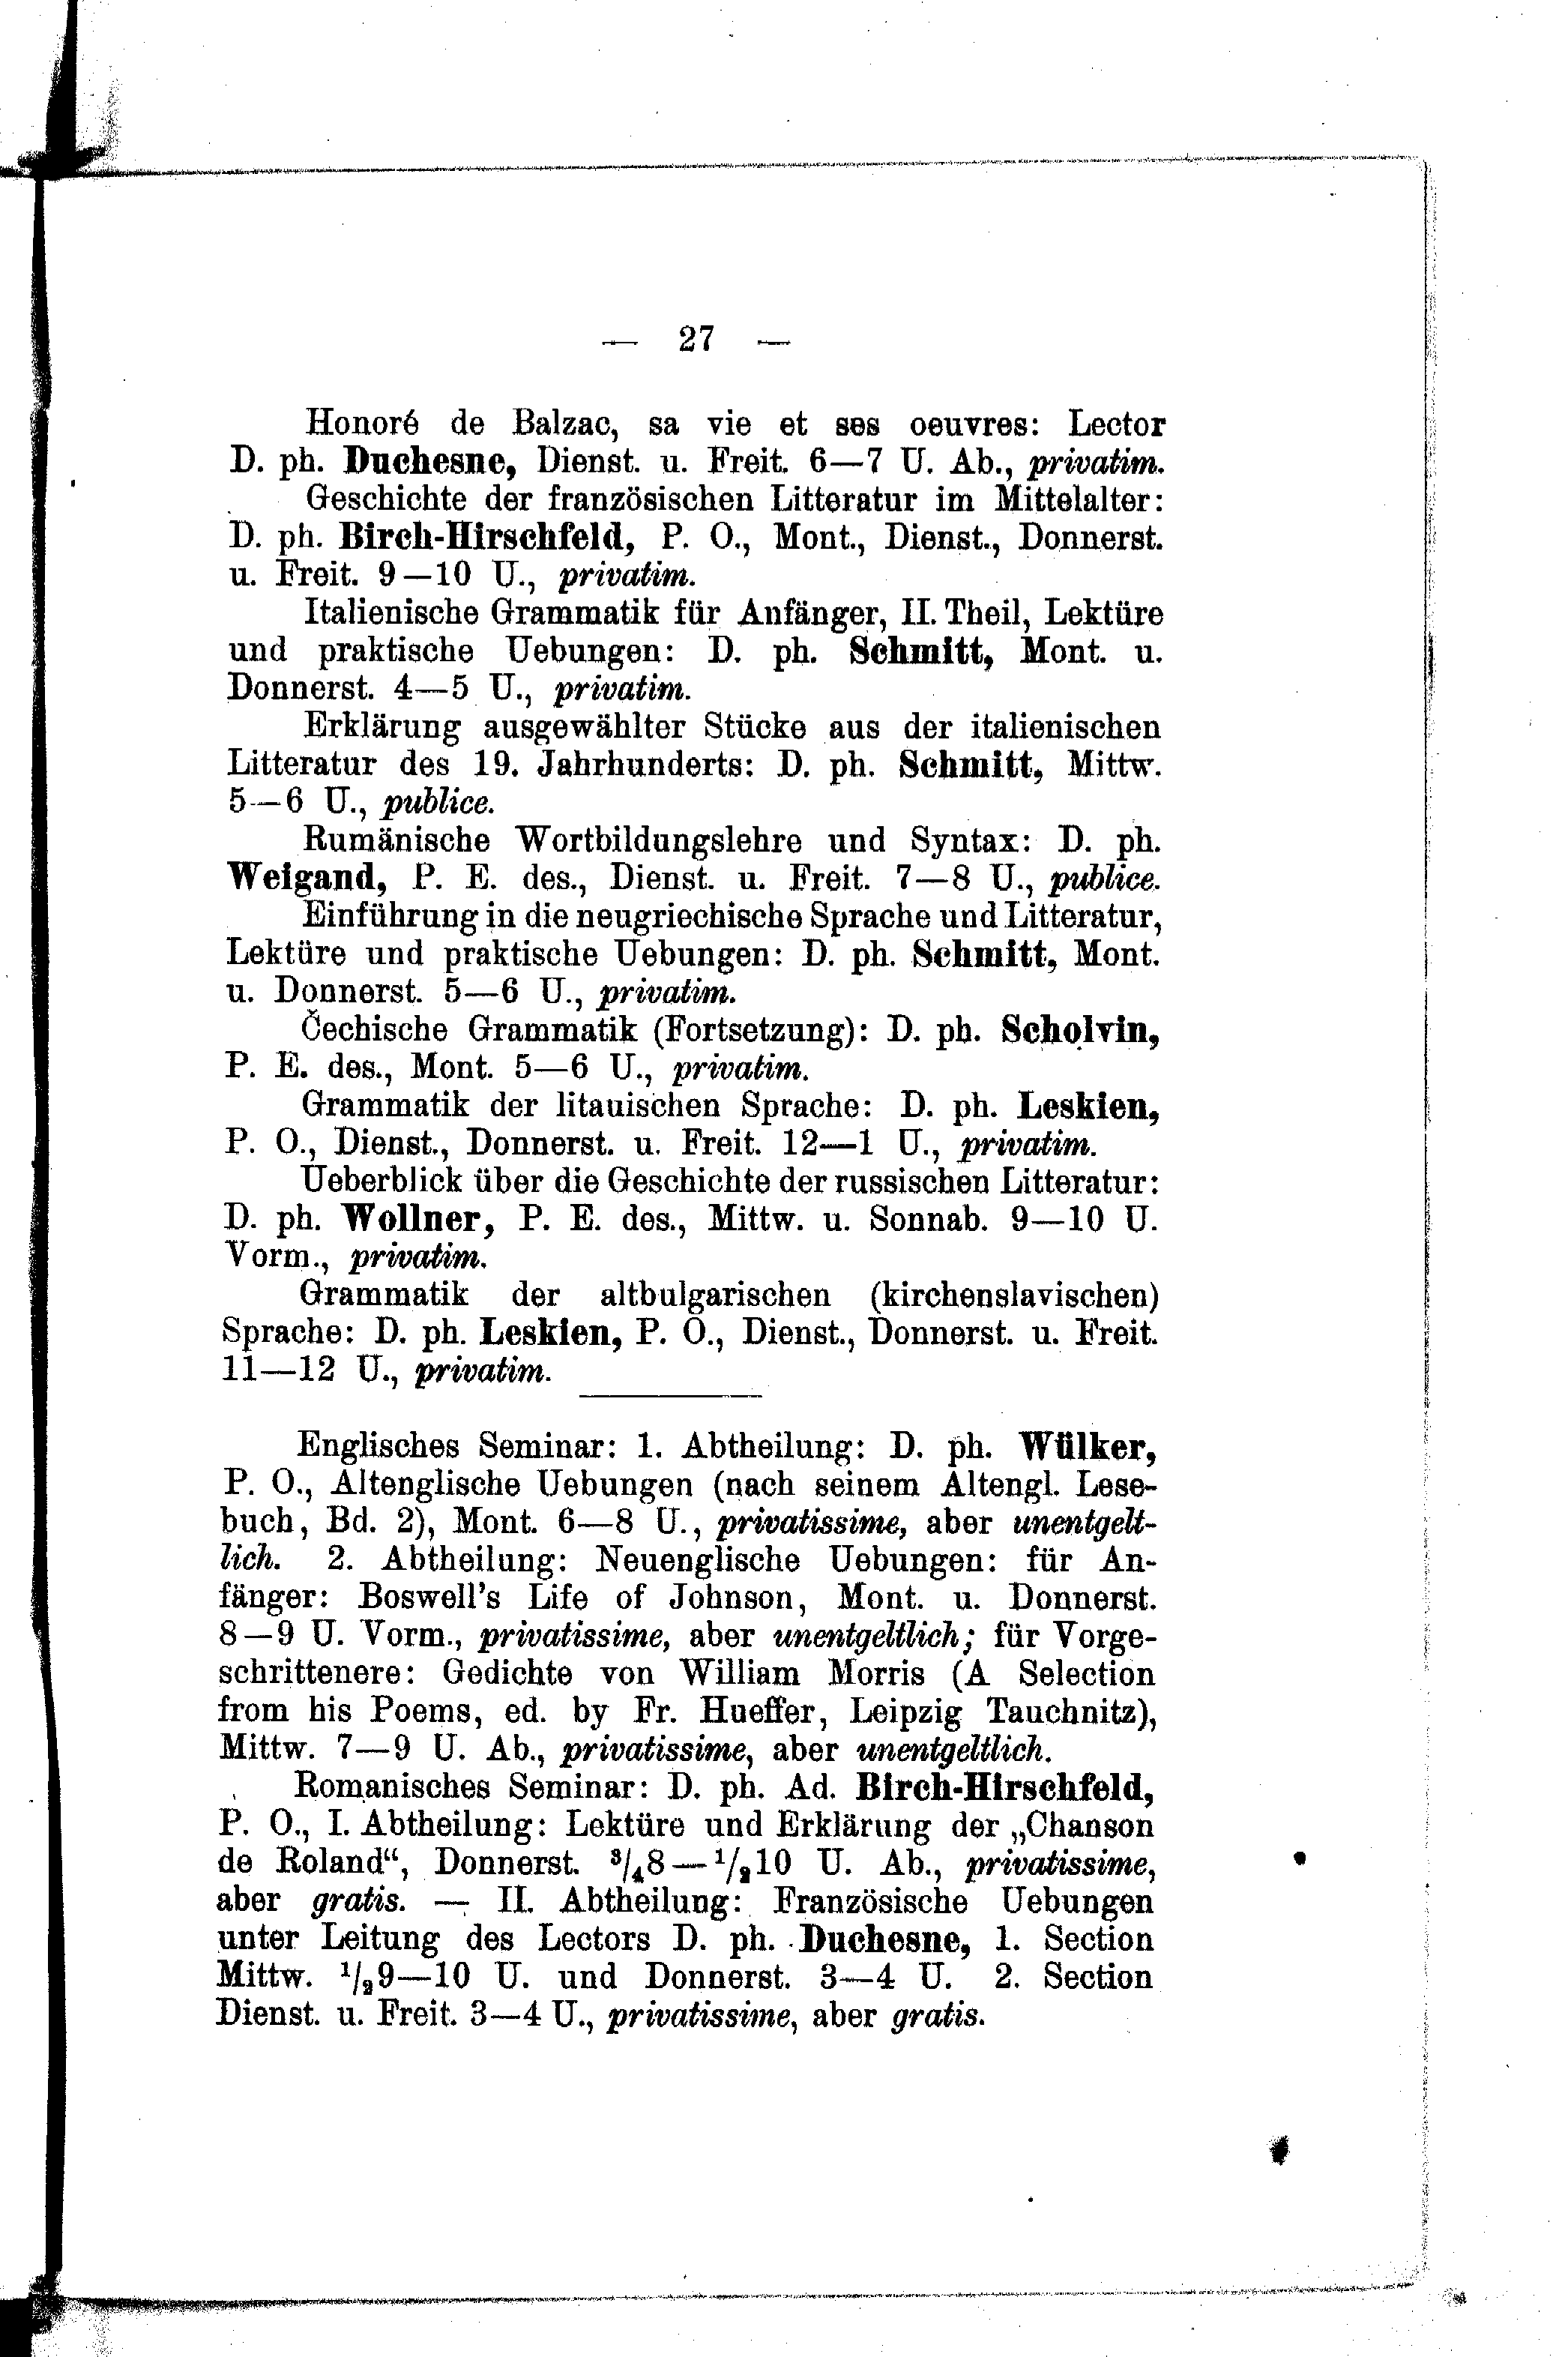 — 27 —
Honoré de Balzac, sa vie et ses oeuvres: Lector
D. ph. Duchesne, Dienst. u. Freit. 6—7 U. Ab., privatim.
Geschichte der französischen Litteratur im Mittelalter:
D. ph. Birch-Hirschfeld, P. O., Mont., Dienst., Donnerst.
u. Freit. 9—10 U., privatim.
Italienische Grammatik für Anfänger, II. Theil, Lektüre
und praktische Uebungen: D. ph. Schmitt, Mont. u.
Donnerst. 4—5 U., privatim.
Erklärung ausgewählter Stücke aus der italienischen
Litteratur des 19. Jahrhunderts: D. ph. Schmitt, Mittw.
5—6 U., publice.
Rumänische Wortbildungslehre und Syntax: D. ph.
Weigand, P. E. des., Dienst. u. Freit. 7—8 U., publice.
Einführung in die neugriechische Sprache und Litteratur,
Lektüre und praktische Uebungen: D. ph. Schmitt, Mont.
u. Donnerst. 5—6 U., privatim.
Čechische Grammatik (Fortsetzung): D. ph. Scholvin,
P. E. des., Mont. 5—6 U., privatim.
Grammatik der litauischen Sprache: D. ph. Leskien,
P. O., Dienst., Donnerst. u. Freit. 12—1 U., privatim.
Ueberblick über die Geschichte der russischen Litteratur:
D. ph. Wollner, P. E. des., Mittw. u. Sonnab. 9—10 U.
Vorm., privatim.
Grammatik der altbulgarischen (kirchenslavischen)
Sprache: D. ph. Leskien, P. O., Dienst., Donnerst. u. Freit.
11—12 U., privatim.
Englisches Seminar: 1. Abtheilung: D. ph. Wülker,
P. O., Altenglische Uebungen (nach seinem Altengl. Lese-
buch, Bd. 2), Mont. 6—8 U., privatissime, aber unentgelt-
lich. 2. Abtheilung: Neuenglische Uebungen: für An-
fänger: Boswell's Life of Johnson, Mont. u. Donnerst.
8—9 U. Vorm., privatissime, aber unentgeltlich; für Vorge-
schrittenere: Gedichte von William Morris (A Selection
from his Poems, ed. by Fr. Hueffer, Leipzig Tauchnitz),
Mittw. 7—9 U. Ab., privatissime, aber unentgeltlich.
Romanisches Seminar: D. ph. Ad. Birch-Hirschfeld,
P. O., I. Abtheilung: Lektüre und Erklärung der „Chanson
de Roland“, Donnerst. ³/₄8—¹/₂10 U. Ab., privatissime,
aber gratis. — II. Abtheilung: Französische Uebungen
unter Leitung des Lectors D. ph. Duchesne, 1. Section
Mittw. ¹/₂9—10 U. und Donnerst. 3—4 U. 2. Section
Dienst. u. Freit. 3—4 U., privatissime, aber gratis.